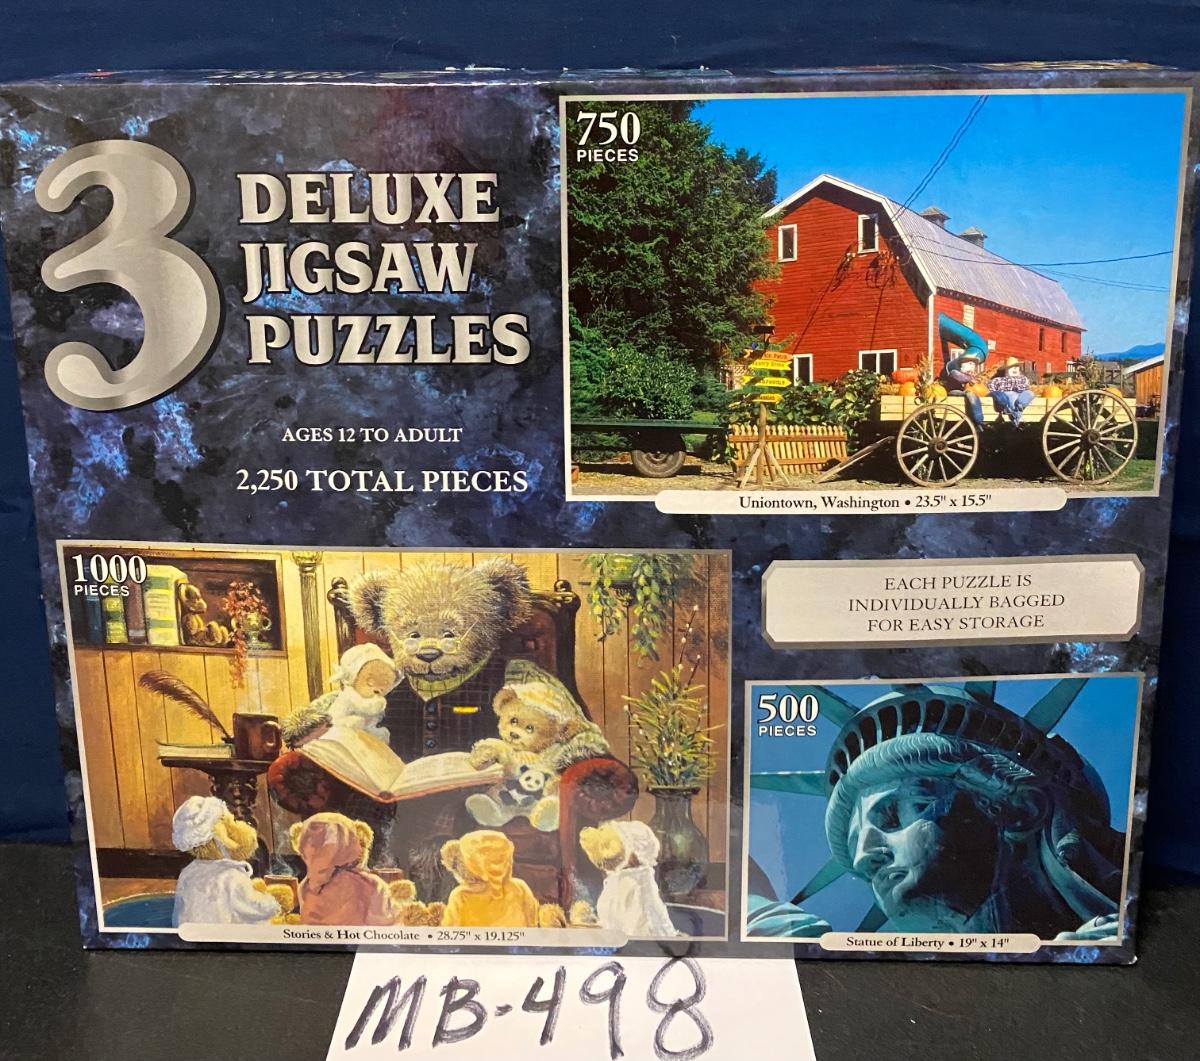 3
DELUXE
JIGSAW
PUZZLES
AGES 12 TO ADULT
2,250 TOTAL PIECES
750
PIECES
Uniontown, Washington • 23.5" x 15.5"
1000
PIECES
Stories & Hot Chocolate • 28.75" x 19.125"
EACH PUZZLE IS
INDIVIDUALLY BAGGED
FOR EASY STORAGE
500
PIECES
Statue of Liberty • 19" x 14"
MB-498